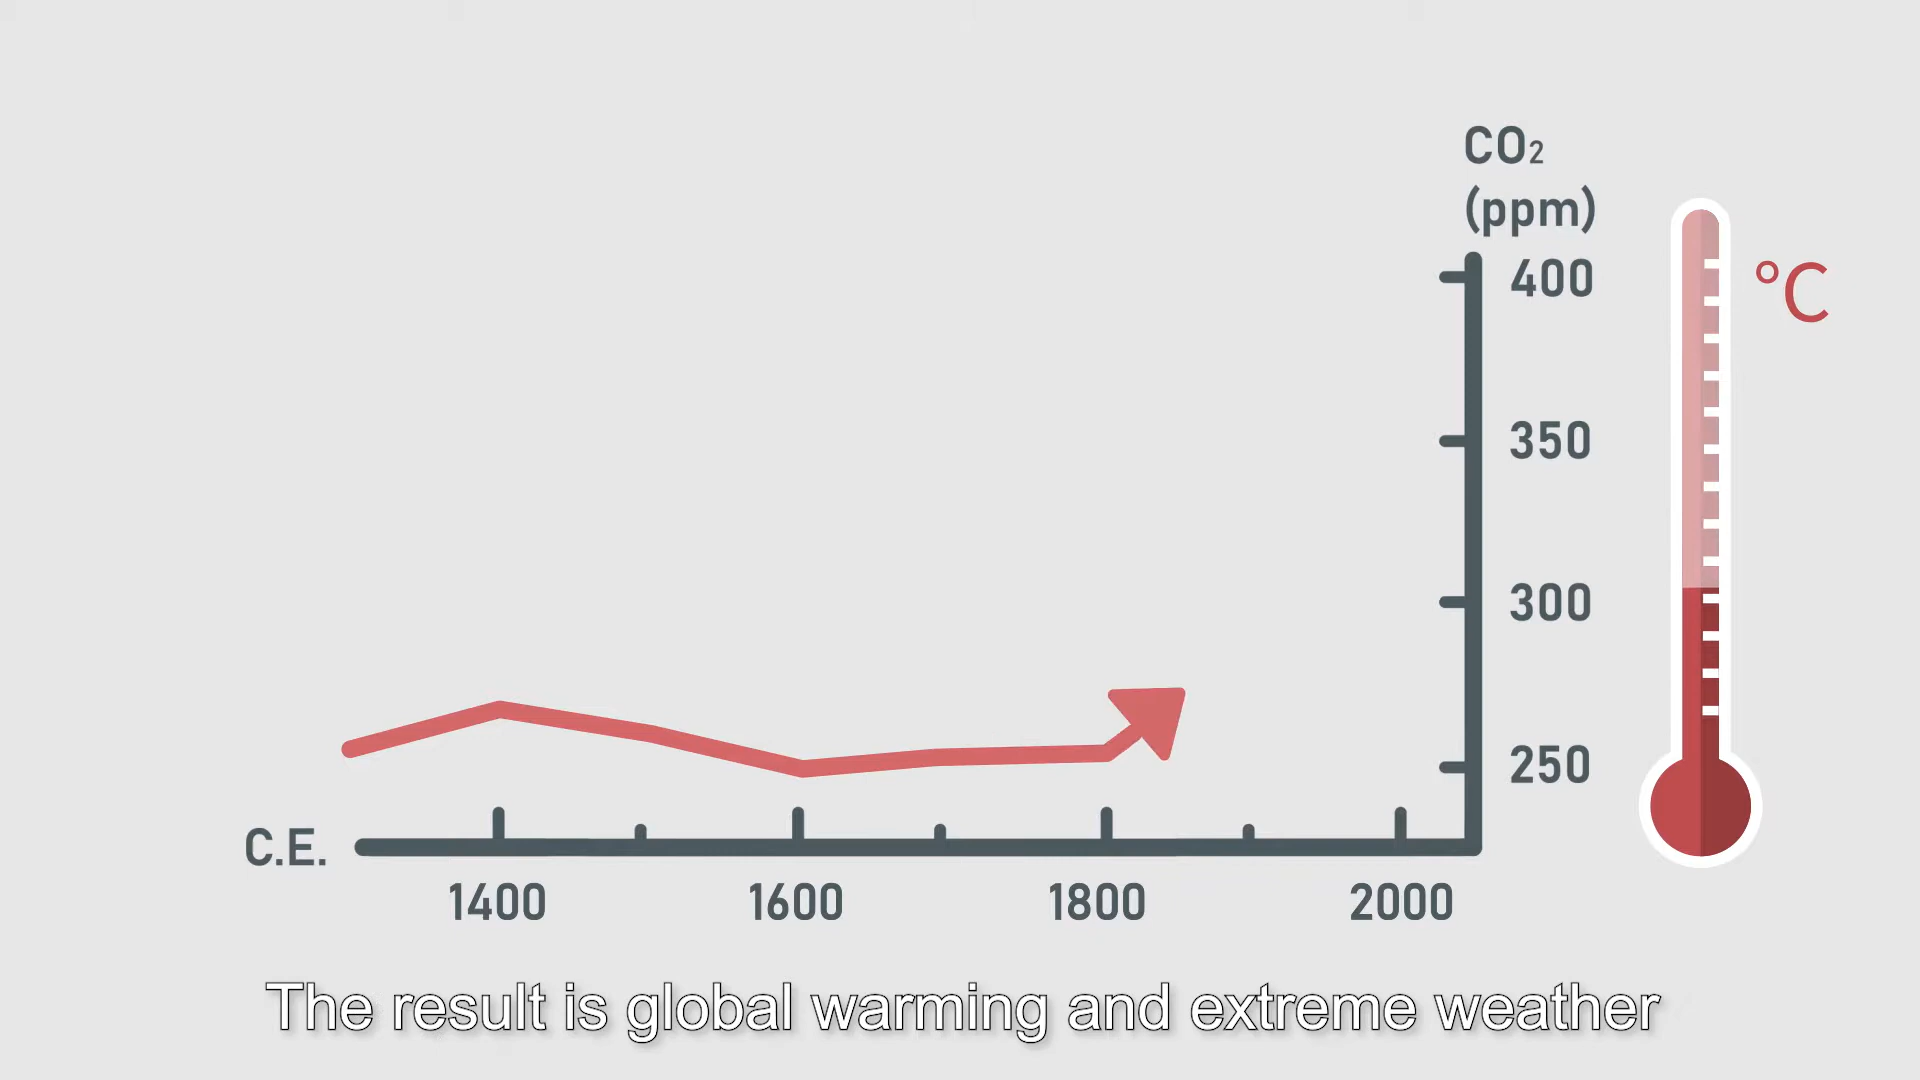 CO₂
(ppm)
400
°C
350
300
250
C.E.
1400 1600 1800 2000
The result is global warming and extreme weather